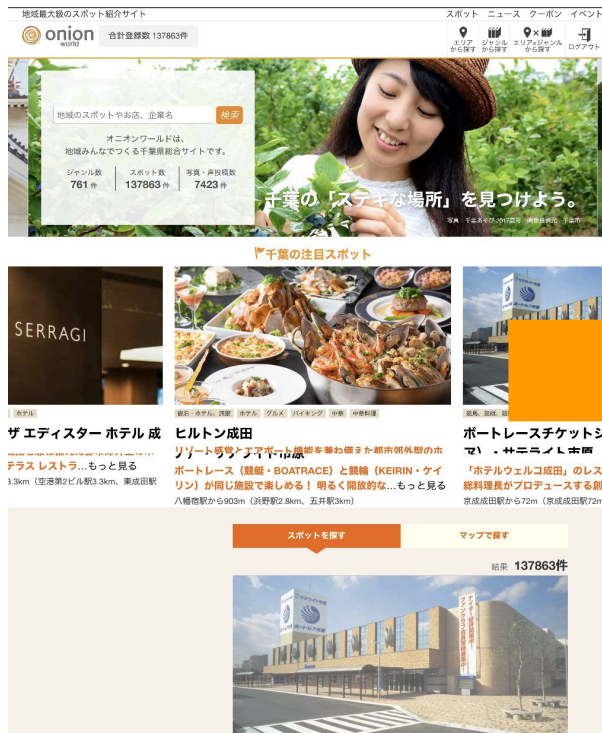 地域最大級のスポット紹介サイト
スポット ニュース クーポン イベント
onion
world
合計登録数 137863件
エリア
から探す
ジャンル
から探す
エリア×ジャンル
から探す
ログアウト
地域のスポットやお店、企業名
検索
オニオンワールドは、
地域みんなでつくる千葉県総合サイトです。
ジャンル数 スポット数 写真・声投稿数
761 件 137863 件 7423 件
千葉の「ステキな場所」を見つけよう。
千葉の注目スポット
SERRAGI
ホテル
ザ エディスター ホテル 成
テラス レストラ…もっと見る
3.3km（空港第2ビル駅3.3km、東成田駅
宿泊・ホテル、旅館 ホテル グルメ バイキング 中華 中華料理
ヒルトン成田
リゾート感覚とエアポート機能を兼ね備えた都市郊外型のホ
ボートレース（競艇・BOATRACE）と競輪（KEIRIN・ケイ
リン）が同じ施設で楽しめる！ 明るく開放的な…もっと見る
八幡宿駅から903m（浜野駅2.8km、五井駅3km）
ボートレースチケットシ
「ホテルウェルコ成田」のレス
総料理長がプロデュースする創
京成成田駅から72m（京成成田駅72m
スポットを探す
マップで探す
結果 137863件